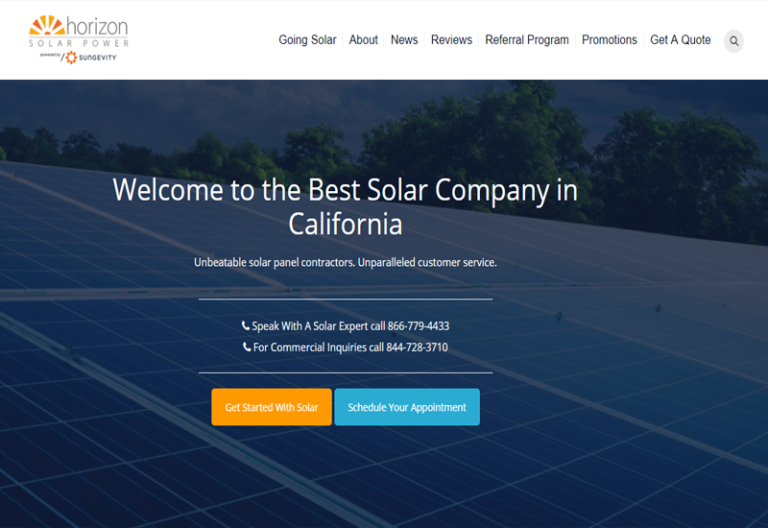 horizon
SOLAR POWER
powered by SUNGEVITY
Going Solar About News Reviews Referral Program Promotions Get A Quote
Welcome to the Best Solar Company in
California
Unbeatable solar panel contractors. Unparalleled customer service.
Speak With A Solar Expert call 866-779-4433
For Commercial Inquiries call 844-728-3710
Get Started With Solar Schedule Your Appointment